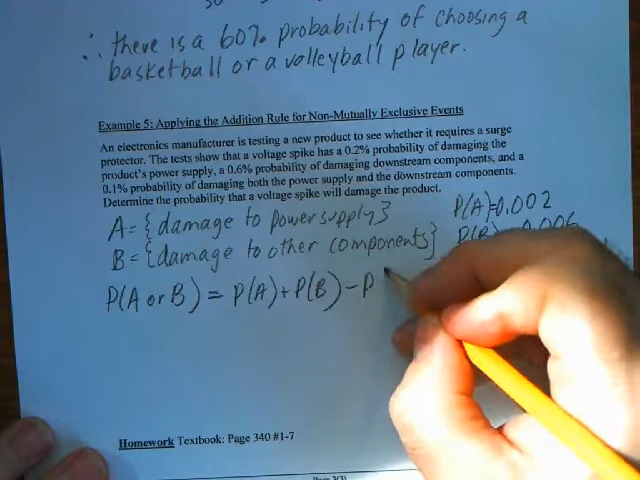 ∴ there is a 60% probability of choosing a
basketball or a volleyball player.
Example 5: Applying the Addition Rule for Non-Mutually Exclusive Events
An electronics manufacturer is testing a new product to see whether it requires a surge
protector. The tests show that a voltage spike has a 0.2% probability of damaging the
product's power supply, a 0.6% probability of damaging downstream components, and a
0.1% probability of damaging both the power supply and the downstream components.
Determine the probability that a voltage spike will damage the product.
A = { damage to power supply}
P(A)=0.002
B = {damage to other components}
P(B)=0.006
P(A or B) = P(A)+P(B) - P
Homework Textbook: Page 340 #1-7